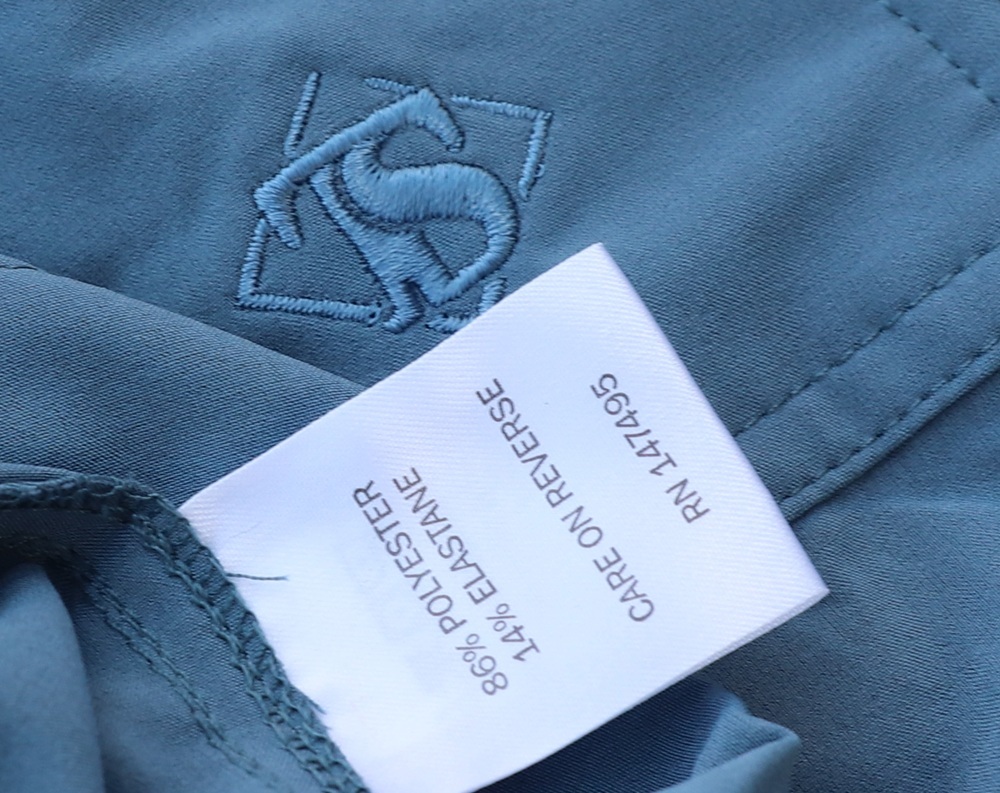 86% POLYESTER
14% ELASTANE
CARE ON REVERSE
RN 147495